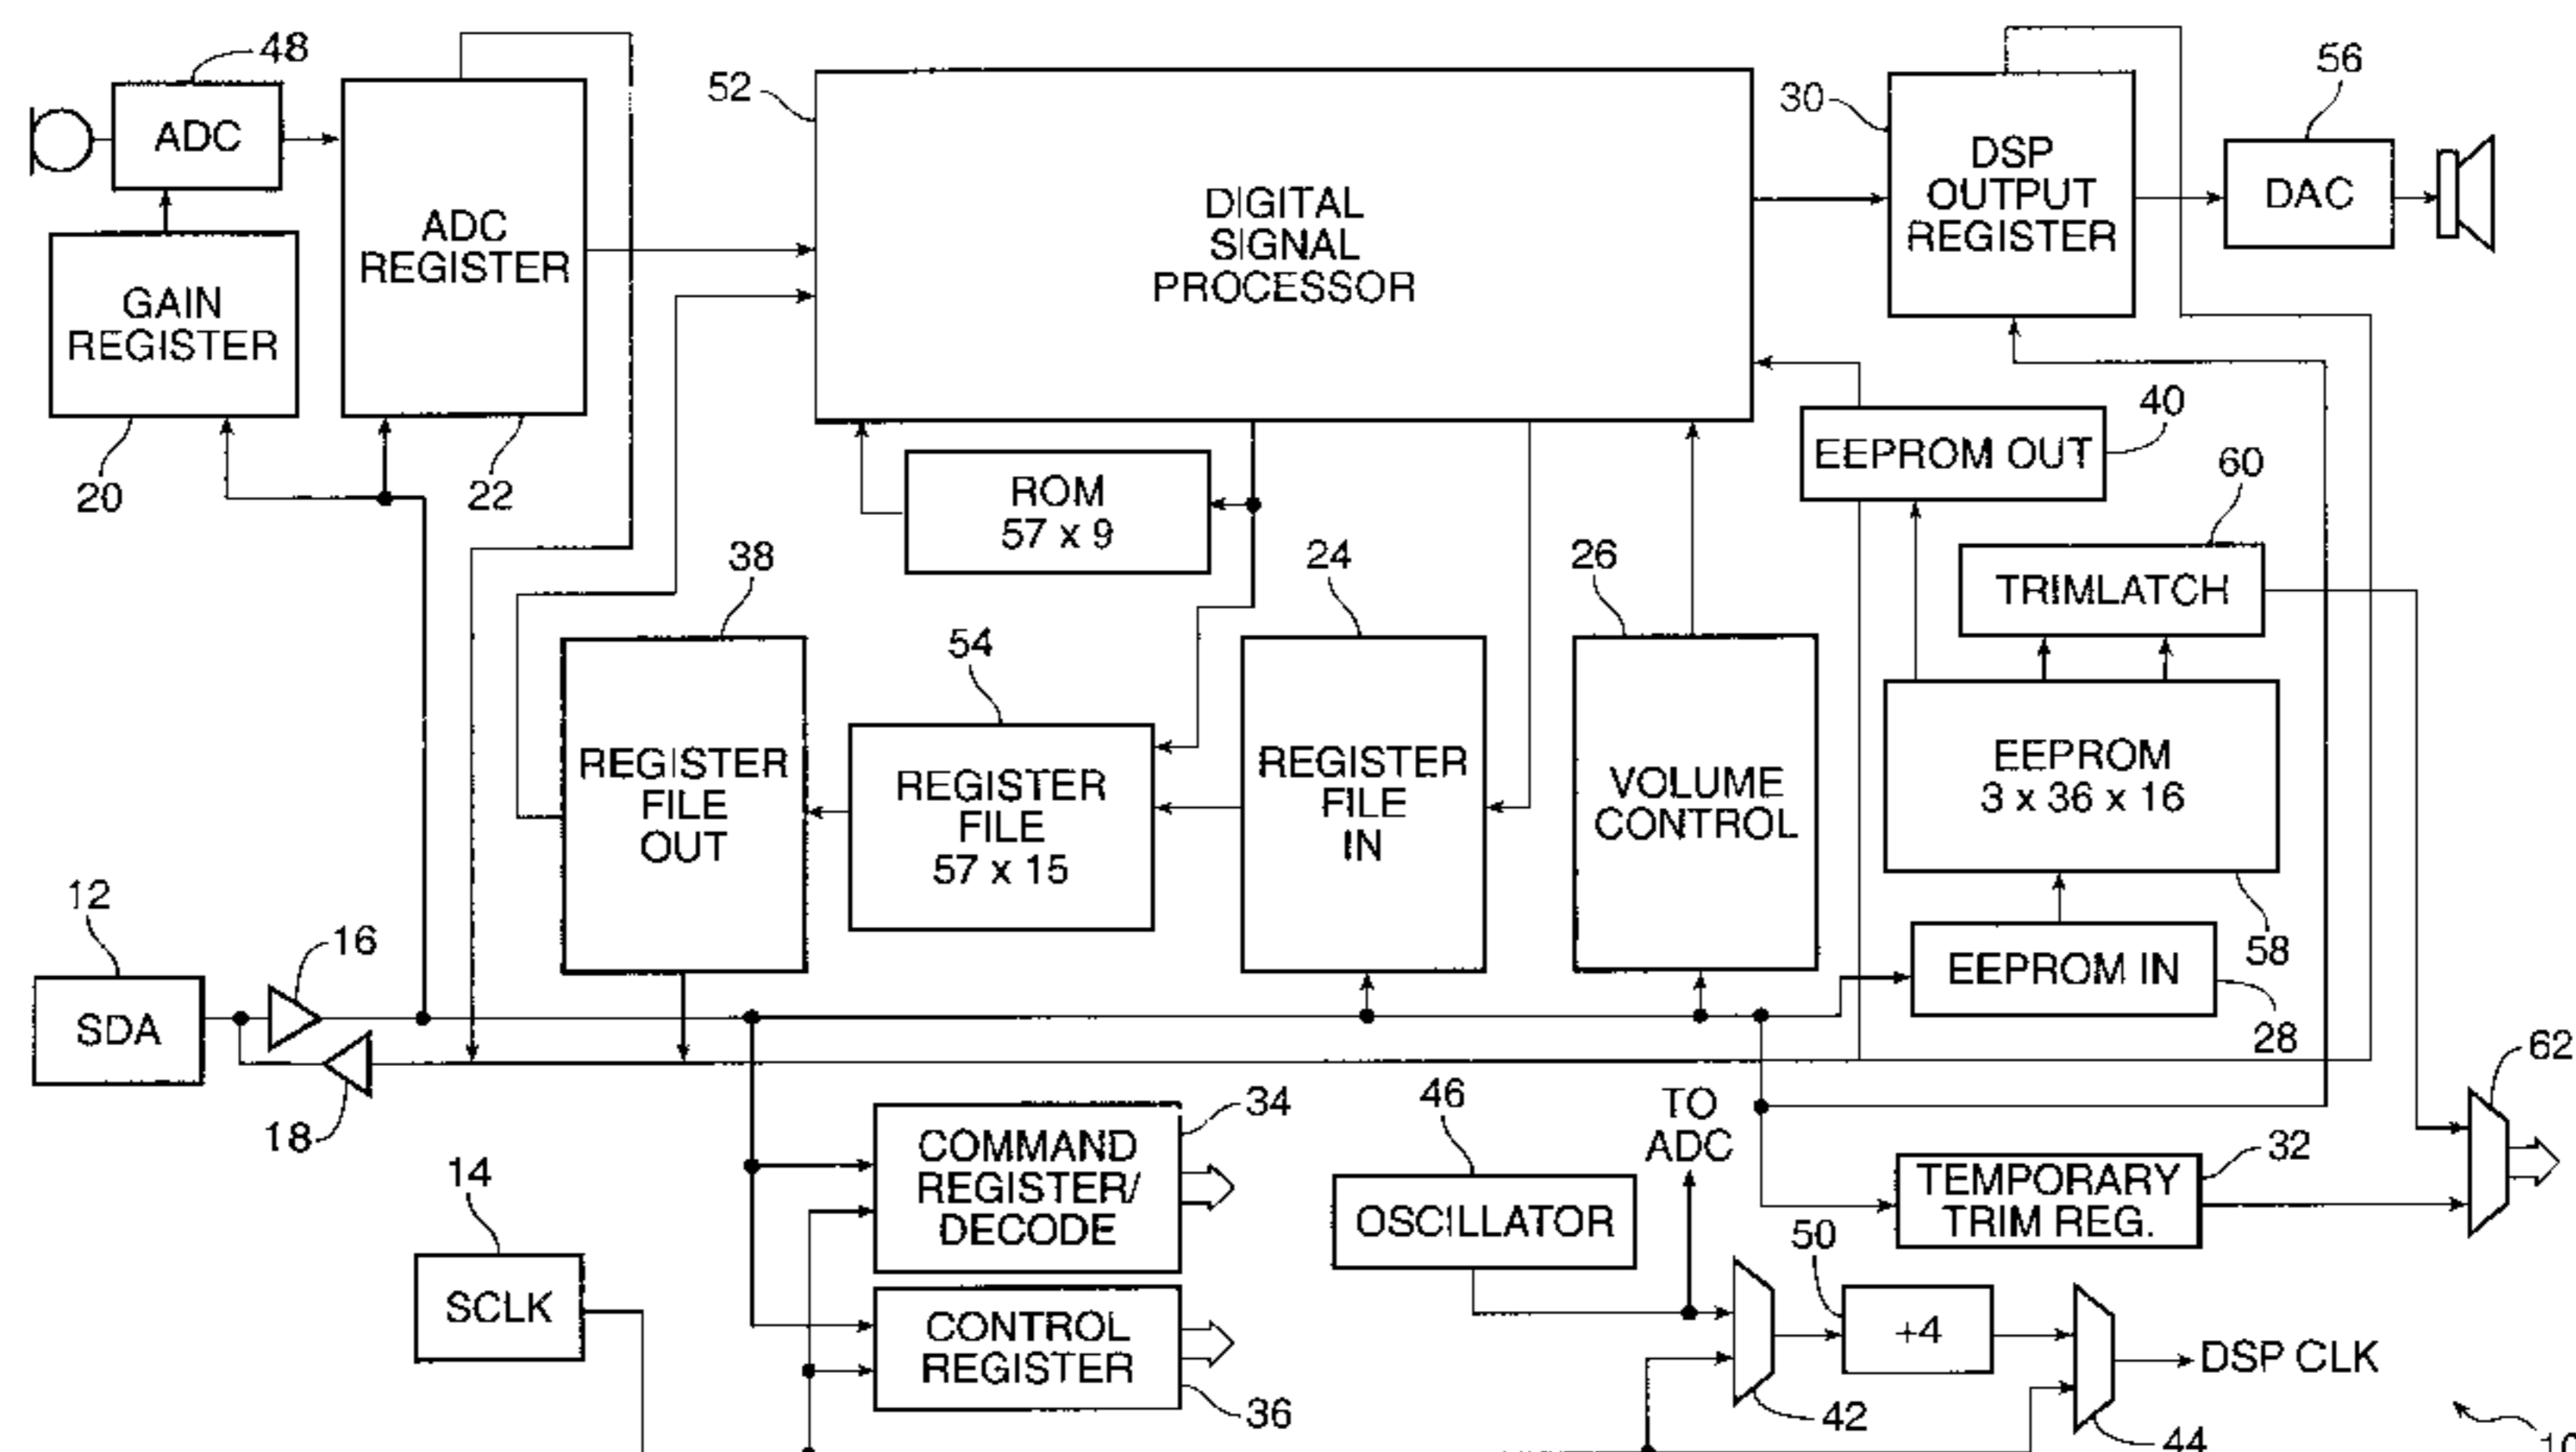 48
ADC
GAIN
REGISTER
20
ADC
REGISTER
22
52
DIGITAL
SIGNAL
PROCESSOR
30
DSP
OUTPUT
REGISTER
56
DAC
40
EEPROM OUT
60
TRIMLATCH
ROM
57 x 9
38
REGISTER
FILE
OUT
54
REGISTER
FILE
57 x 15
24
REGISTER
FILE
IN
26
VOLUME
CONTROL
EEPROM
3 x 36 x 16
58
EEPROM IN
28
12
SDA
16
18
14
SCLK
34
COMMAND
REGISTER/
DECODE
CONTROL
REGISTER
36
46
OSCILLATOR
TO
ADC
32
TEMPORARY
TRIM REG.
62
50
+4
42
44
DSP CLK